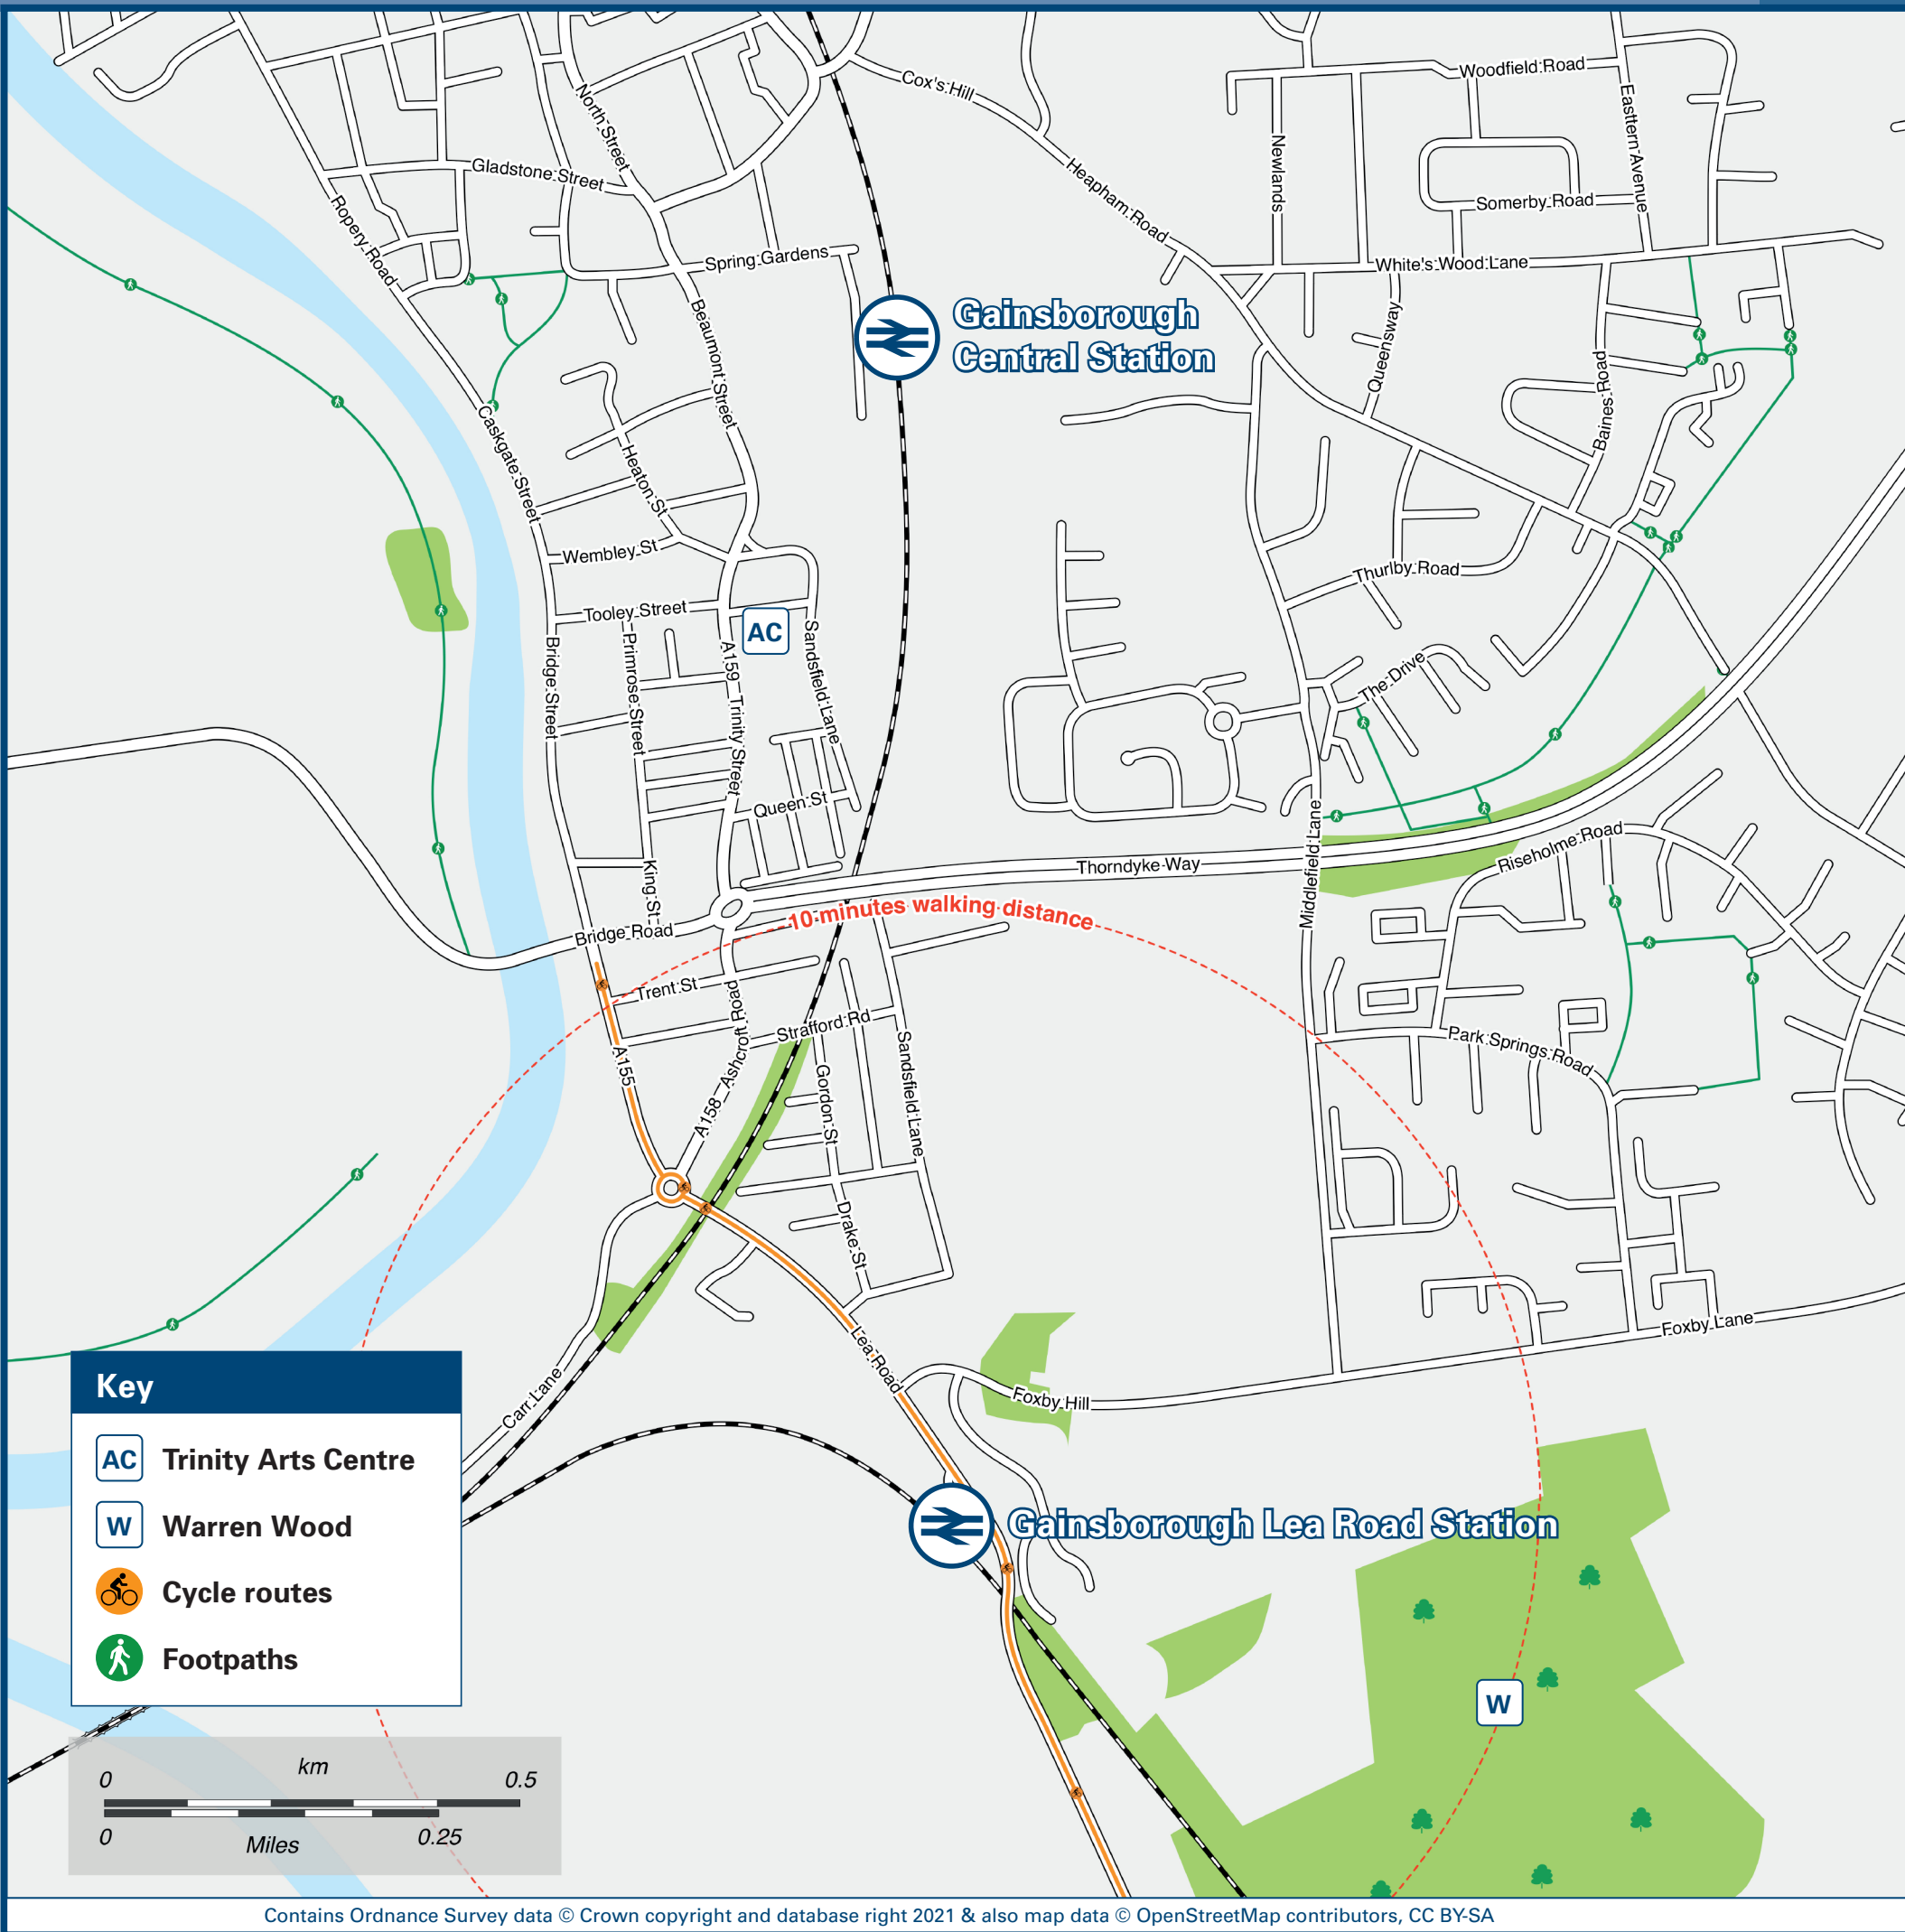 Cox's Hill
Woodfield Road
North Street
Easttern Avenue
Newlands
Gladstone Street
Heapham Road
Ropery Road
Somerby Road
Spring Gardens
White's Wood Lane
Gainsborough
Central Station
Beaumont Street
Queensway
Baines Road
Caskgate Street
Heaton St
Wembley St
Thurlby Road
Tooley Street
AC
Sandsfield Lane
Bridge Street
Primrose Street
A159 Trinity Street
The Drive
Queen St
Middlefield Lane
Riseholme Road
Thorndyke Way
King St
10 minutes walking distance
Bridge Road
Trent St
Strafford Rd
Park Springs Road
A155
A158 Ashcroft Road
Gordon St
Sandsfield Lane
Drake St
Foxby Lane
Lea Road
Carr Lane
Foxby Hill
Gainsborough Lea Road Station
W
Key
AC Trinity Arts Centre
W Warren Wood
Cycle routes
Footpaths
km
0 0.5
0 0.25
Miles
Contains Ordnance Survey data © Crown copyright and database right 2021 & also map data © OpenStreetMap contributors, CC BY-SA